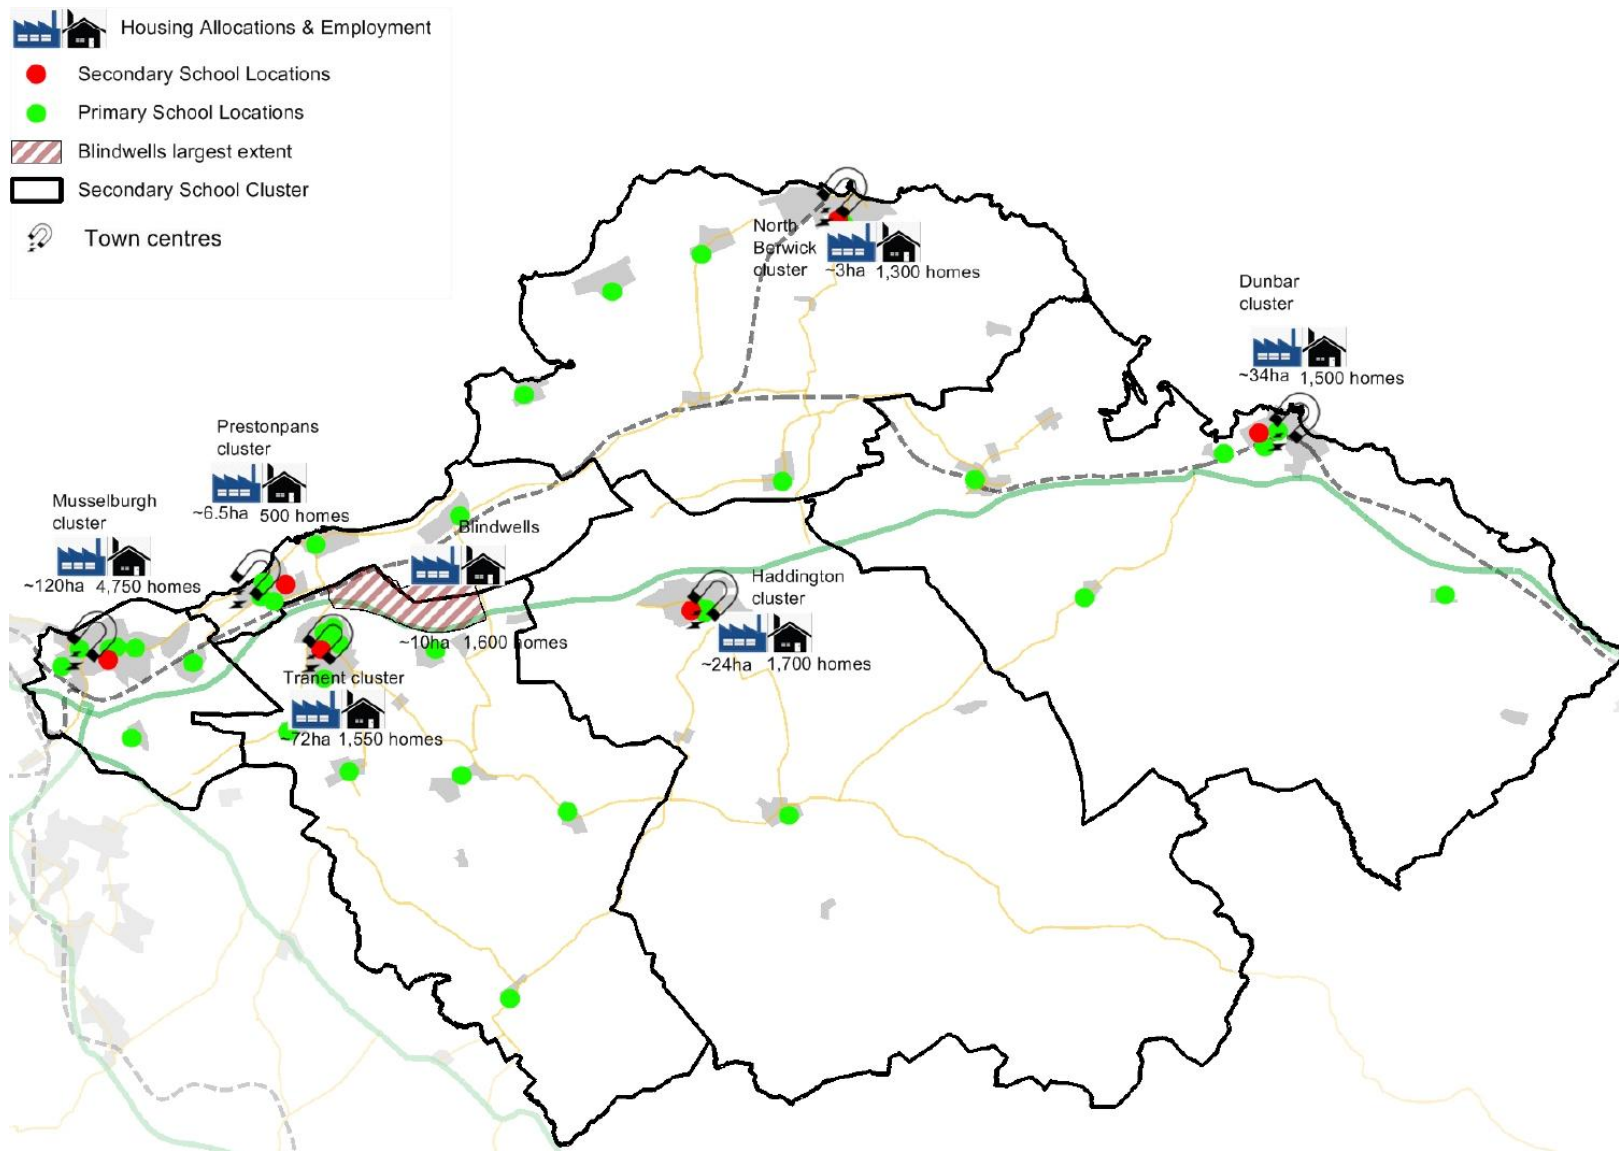 Housing Allocations & Employment
Secondary School Locations
Primary School Locations
Blindwells largest extent
Secondary School Cluster
Town centres
North
Berwick
cluster
~3ha 1,300 homes
Dunbar
cluster
~34ha 1,500 homes
Prestonpans
cluster
~6.5ha 500 homes
Musselburgh
cluster
~120ha 4,750 homes
Blindwells
~10ha 1,600 homes
Haddington
cluster
~24ha 1,700 homes
Tranent cluster
~72ha 1,550 homes